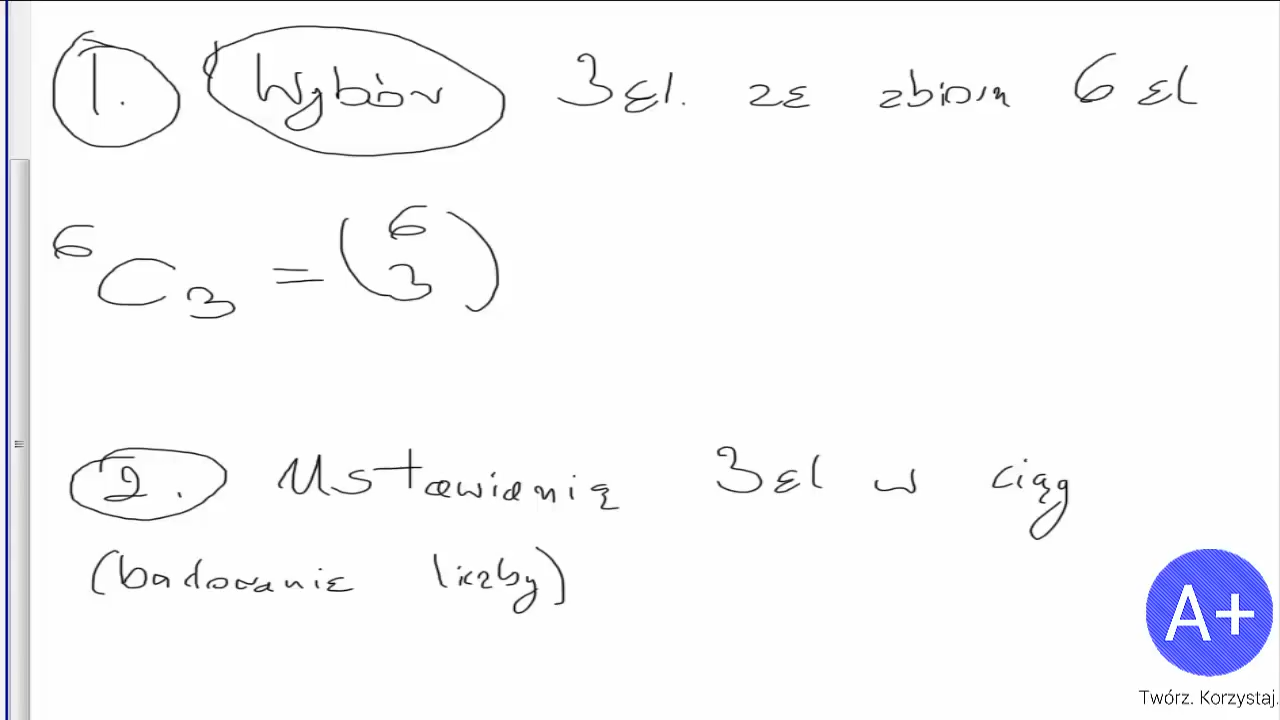 1. Wybór 3 el. ze zbioru 6 el
⁶C₃ = (6 3)
2. Ustawianie 3 el w ciąg
(budowanie liczby)
A+
Twórz. Korzystaj.